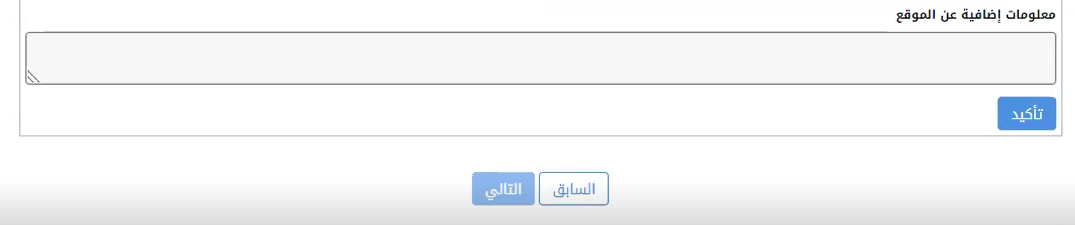 معلومات إضافية عن الموقع
تأكيد
السابق التالي